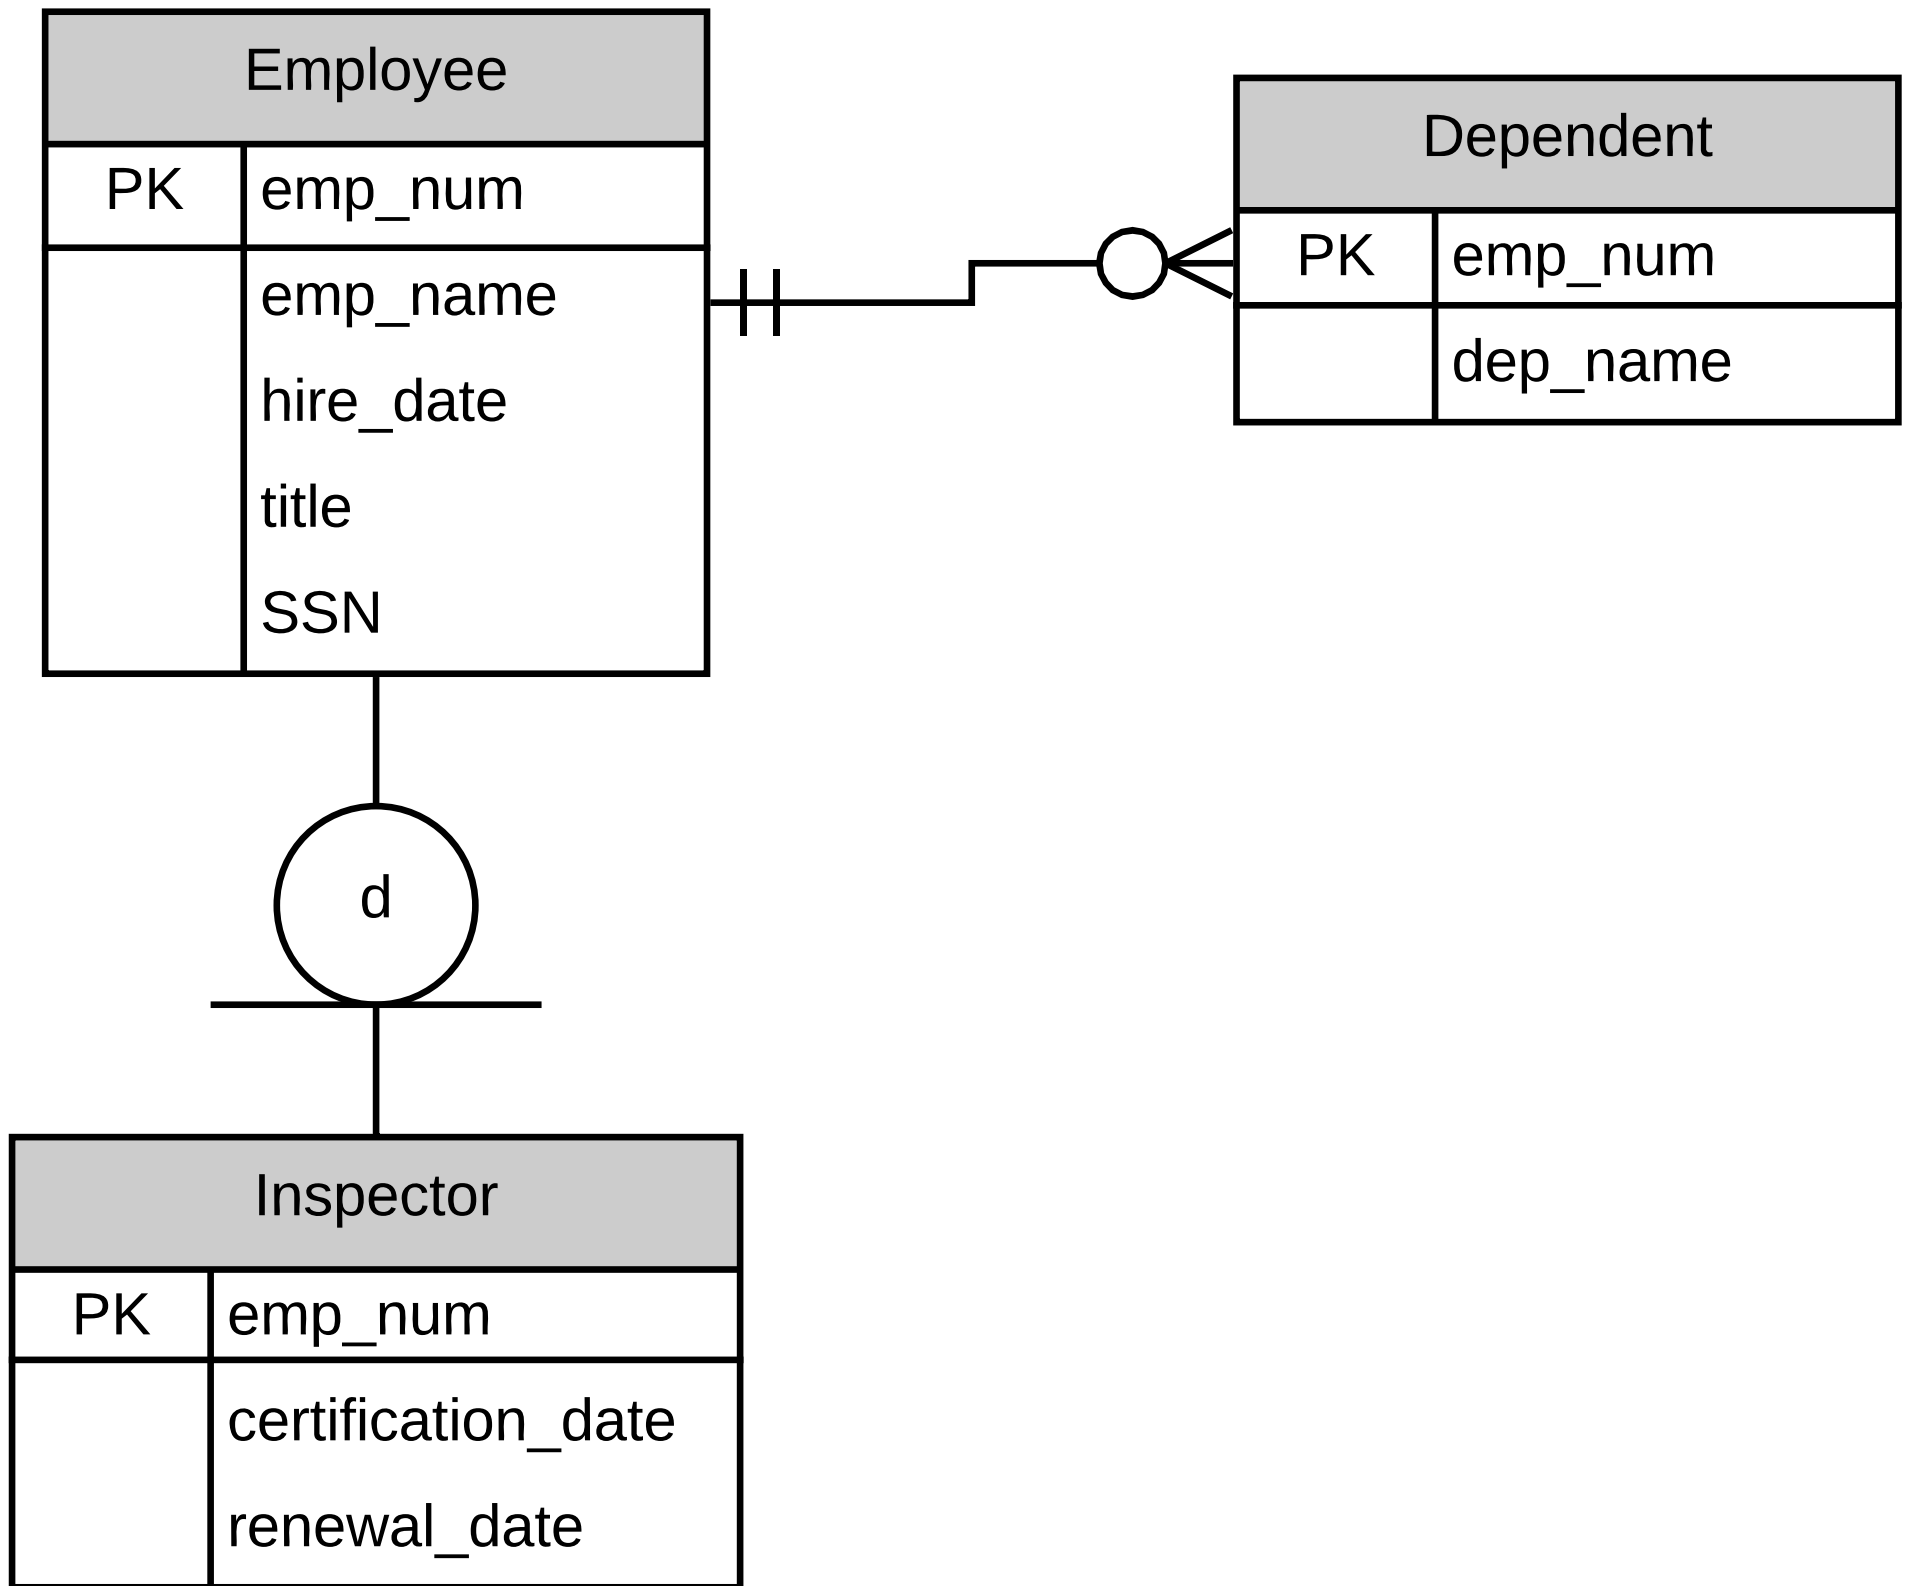 Employee
PK emp_num
emp_name
hire_date
title
SSN
Dependent
PK emp_num
dep_name
d
Inspector
PK emp_num
certification_date
renewal_date